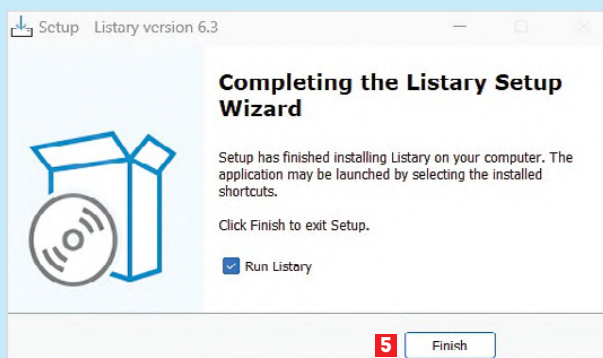 Setup Listary version 6.3
Completing the Listary Setup
Wizard
Setup has finished installing Listary on your computer. The
application may be launched by selecting the installed
shortcuts.
Click Finish to exit Setup.
Run Listary
5 Finish